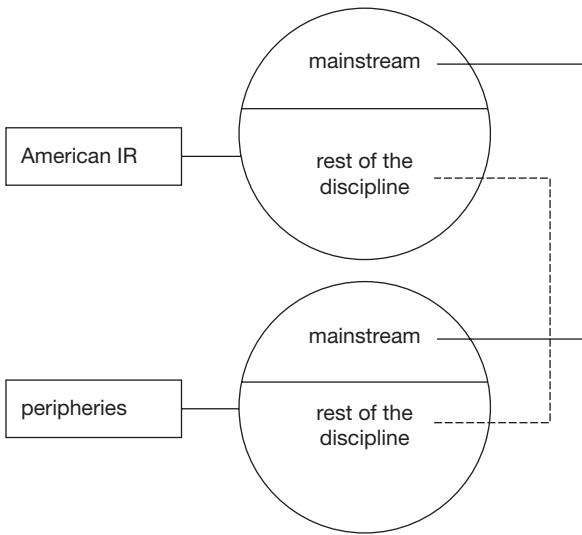 mainstream
American IR
rest of the
discipline
mainstream
peripheries
rest of the
discipline